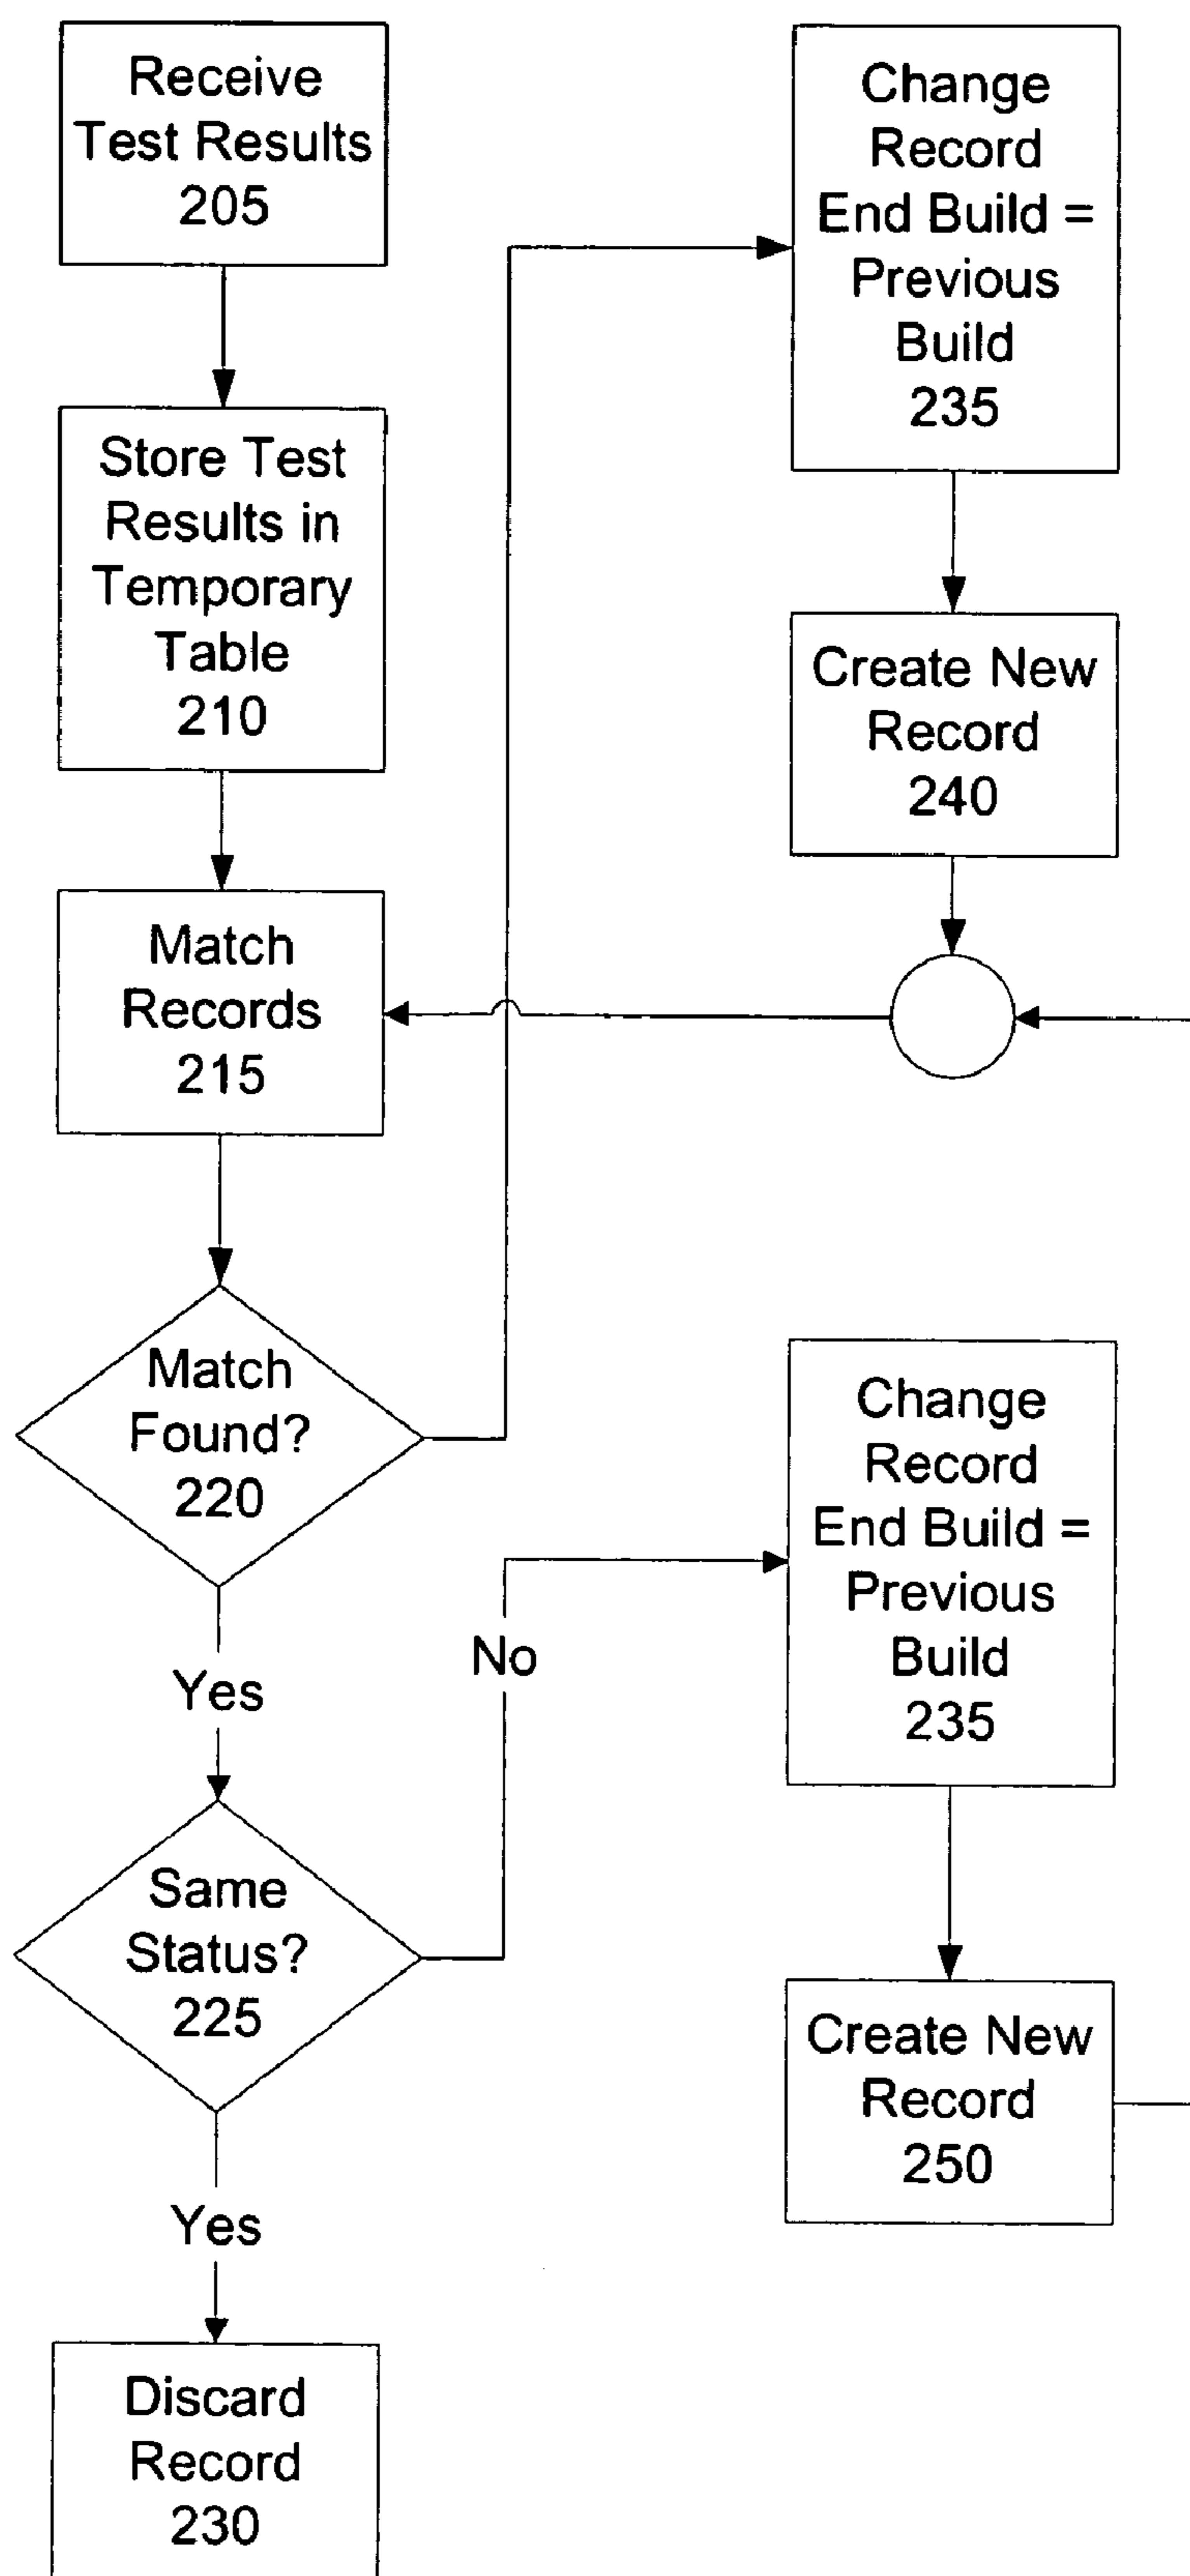 Receive
Test Results
205
Store Test
Results in
Temporary
Table
210
Match
Records
215
Match
Found?
220
Yes
Same
Status?
225
Yes
Discard
Record
230
No
Change
Record
End Build =
Previous
Build
235
Create New
Record
240
Change
Record
End Build =
Previous
Build
235
Create New
Record
250